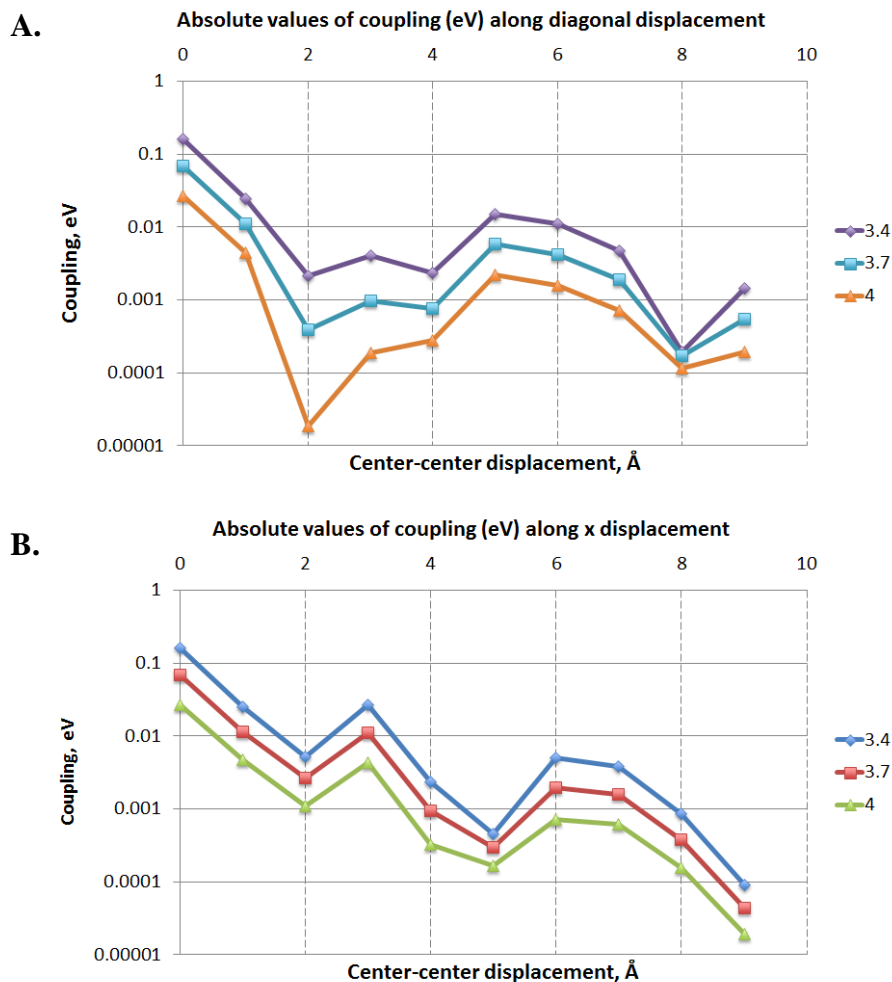 A.
Absolute values of coupling (eV) along diagonal displacement
0 2 4 6 8 10
1
0.1
0.01
0.001
0.0001
0.00001
Coupling, eV
Center-center displacement, Å
3.4
3.7
4
B.
Absolute values of coupling (eV) along x displacement
0 2 4 6 8 10
1
0.1
0.01
0.001
0.0001
0.00001
Coupling, eV
Center-center displacement, Å
3.4
3.7
4